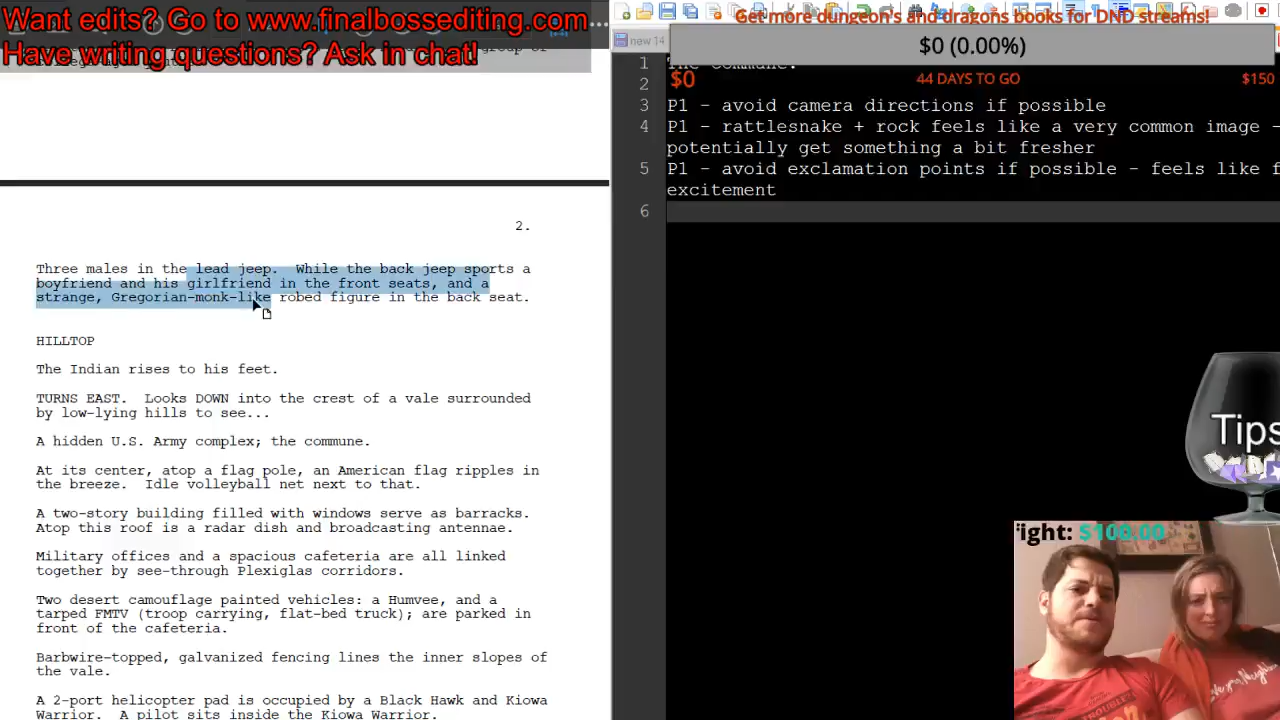 Want edits? Go to www.finalbossediting.com
Have writing questions? Ask in chat!
Get more dungeon's and dragons books for DND streams!
$0 (0.00%)
$0
44 DAYS TO GO
$150
new 14
1
2
3 P1 - avoid camera directions if possible
4 P1 - rattlesnake + rock feels like a very common image -
potentially get something a bit fresher
5 P1 - avoid exclamation points if possible - feels like f
excitement
6
2.
Three males in the lead jeep. While the back jeep sports a
boyfriend and his girlfriend in the front seats, and a
strange, Gregorian-monk-like robed figure in the back seat.
HILLTOP
The Indian rises to his feet.
TURNS EAST. Looks DOWN into the crest of a vale surrounded
by low-lying hills to see...
A hidden U.S. Army complex; the commune.
At its center, atop a flag pole, an American flag ripples in
the breeze. Idle volleyball net next to that.
A two-story building filled with windows serve as barracks.
Atop this roof is a radar dish and broadcasting antennae.
Military offices and a spacious cafeteria are all linked
together by see-through Plexiglas corridors.
Two desert camouflage painted vehicles: a Humvee, and a
tarped FMTV (troop carrying, flat-bed truck); are parked in
front of the cafeteria.
Barbwire-topped, galvanized fencing lines the inner slopes of
the vale.
A 2-port helicopter pad is occupied by a Black Hawk and Kiowa
Warrior. A pilot sits inside the Kiowa Warrior.
Tips
ight: $100.00